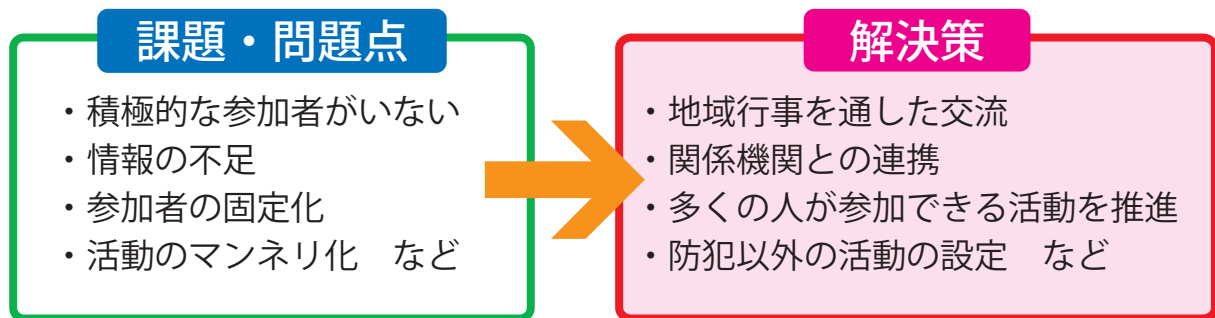 課題・問題点
・積極的な参加者がいない
・情報の不足
・参加者の固定化
・活動のマンネリ化　など
解決策
・地域行事を通した交流
・関係機関との連携
・多くの人が参加できる活動を推進
・防犯以外の活動の設定　など